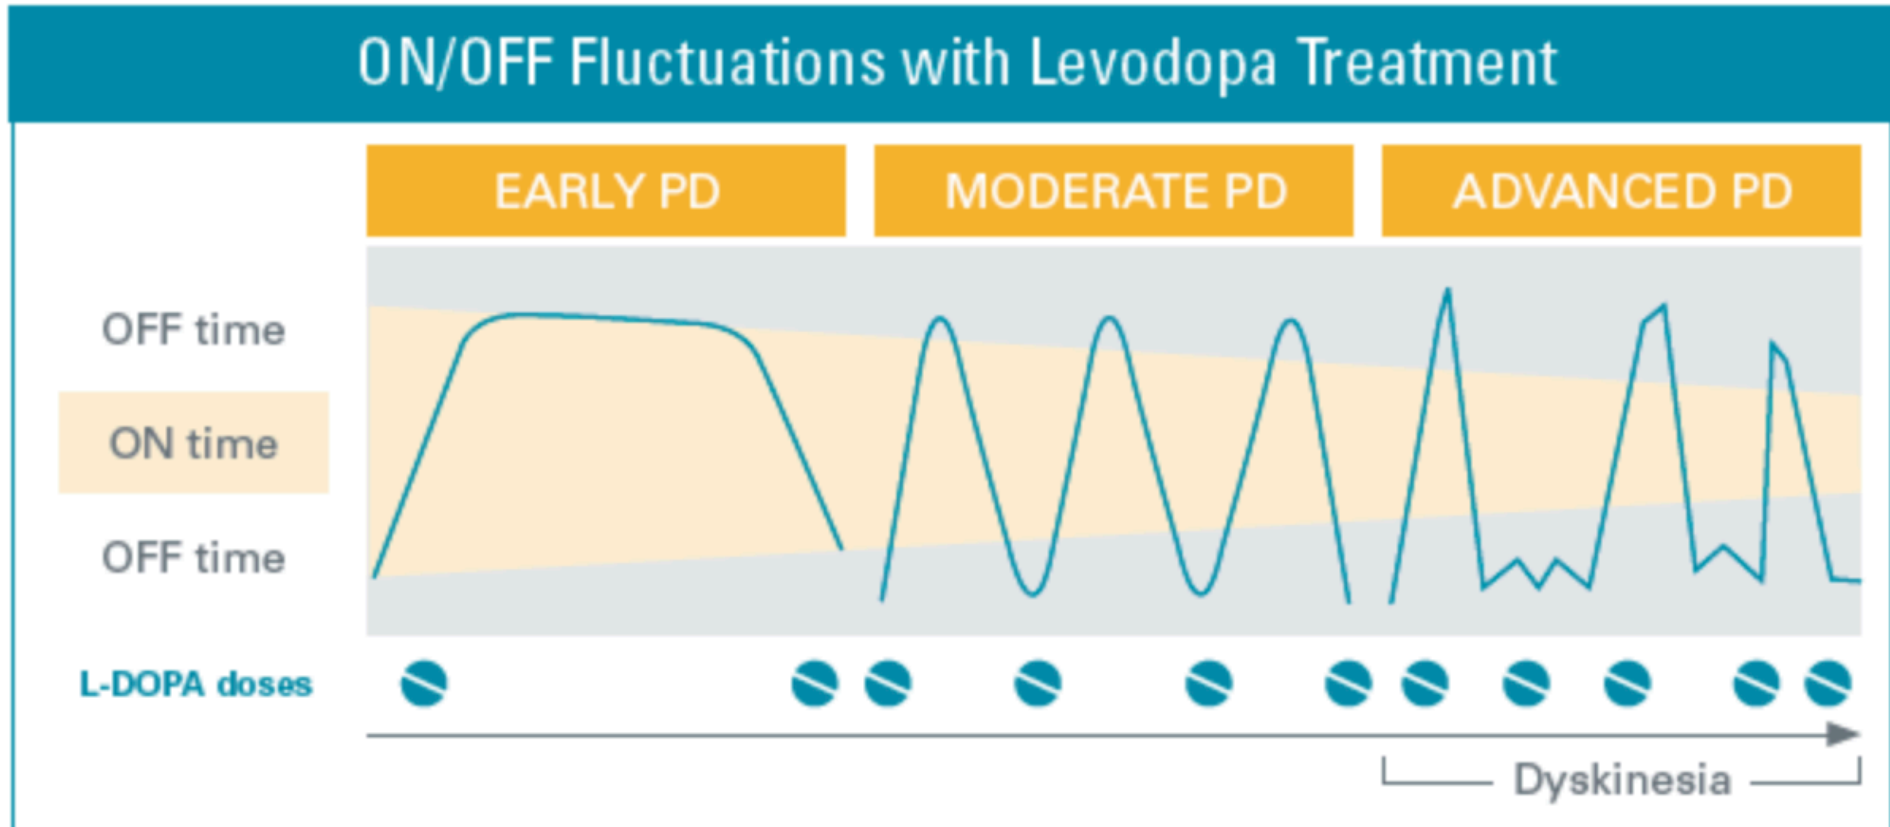 ON/OFF Fluctuations with Levodopa Treatment
EARLY PD MODERATE PD ADVANCED PD
OFF time
ON time
OFF time
L-DOPA doses
Dyskinesia